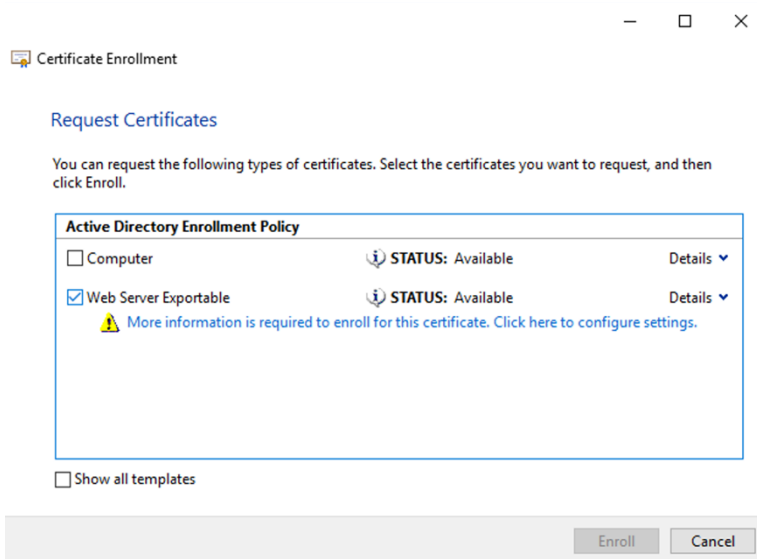 Certificate Enrollment
Request Certificates
You can request the following types of certificates. Select the certificates you want to request, and then
click Enroll.
Active Directory Enrollment Policy
Computer STATUS: Available Details
Web Server Exportable STATUS: Available Details
More information is required to enroll for this certificate. Click here to configure settings.
Show all templates
Enroll Cancel